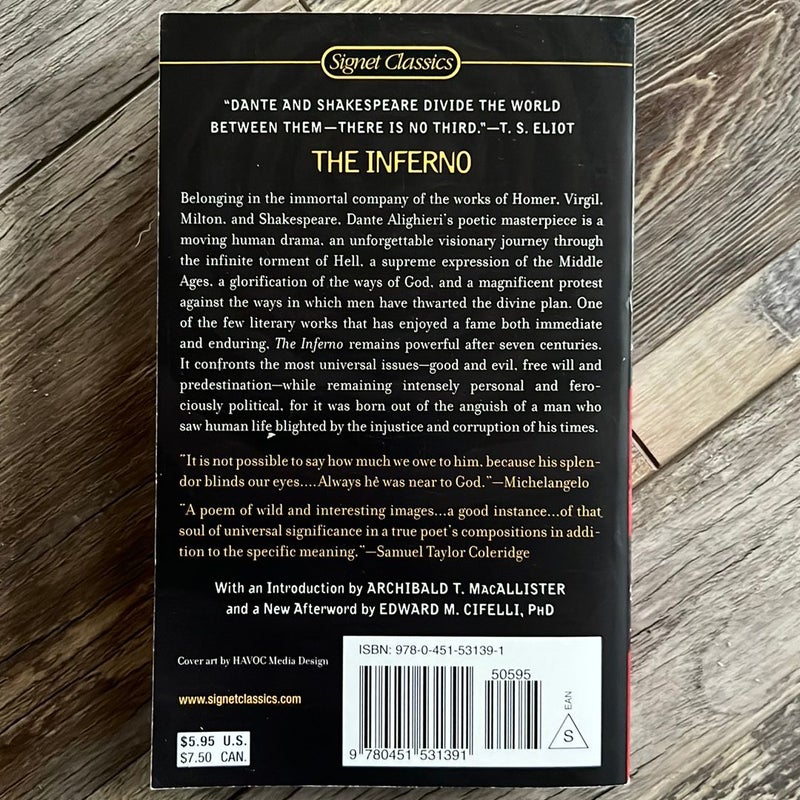 Signet Classics
"DANTE AND SHAKESPEARE DIVIDE THE WORLD
BETWEEN THEM—THERE IS NO THIRD."—T. S. ELIOT
THE INFERNO
Belonging in the immortal company of the works of Homer, Virgil,
Milton, and Shakespeare, Dante Alighieri's poetic masterpiece is a
moving human drama, an unforgettable visionary journey through
the infinite torment of Hell, a supreme expression of the Middle
Ages, a glorification of the ways of God, and a magnificent protest
against the ways in which men have thwarted the divine plan. One
of the few literary works that has enjoyed a fame both immediate
and enduring, The Inferno remains powerful after seven centuries.
It confronts the most universal issues—good and evil, free will and
predestination—while remaining intensely personal and fero-
ciously political, for it was born out of the anguish of a man who
saw human life blighted by the injustice and corruption of his times.
"It is not possible to say how much we owe to him, because his splen-
dor blinds our eyes....Always he was near to God."—Michelangelo
"A poem of wild and interesting images...a good instance...of that
soul of universal significance in a true poet's compositions in addi-
tion to the specific meaning."—Samuel Taylor Coleridge
With an Introduction by ARCHIBALD T. MacALLISTER
and a New Afterword by EDWARD M. CIFELLI, PhD
Cover art by HAVOC Media Design
www.signetclassics.com
$5.95 U.S.
$7.50 CAN.
ISBN: 978-0-451-53139-1
50595
9 780451 531391
EAN
S